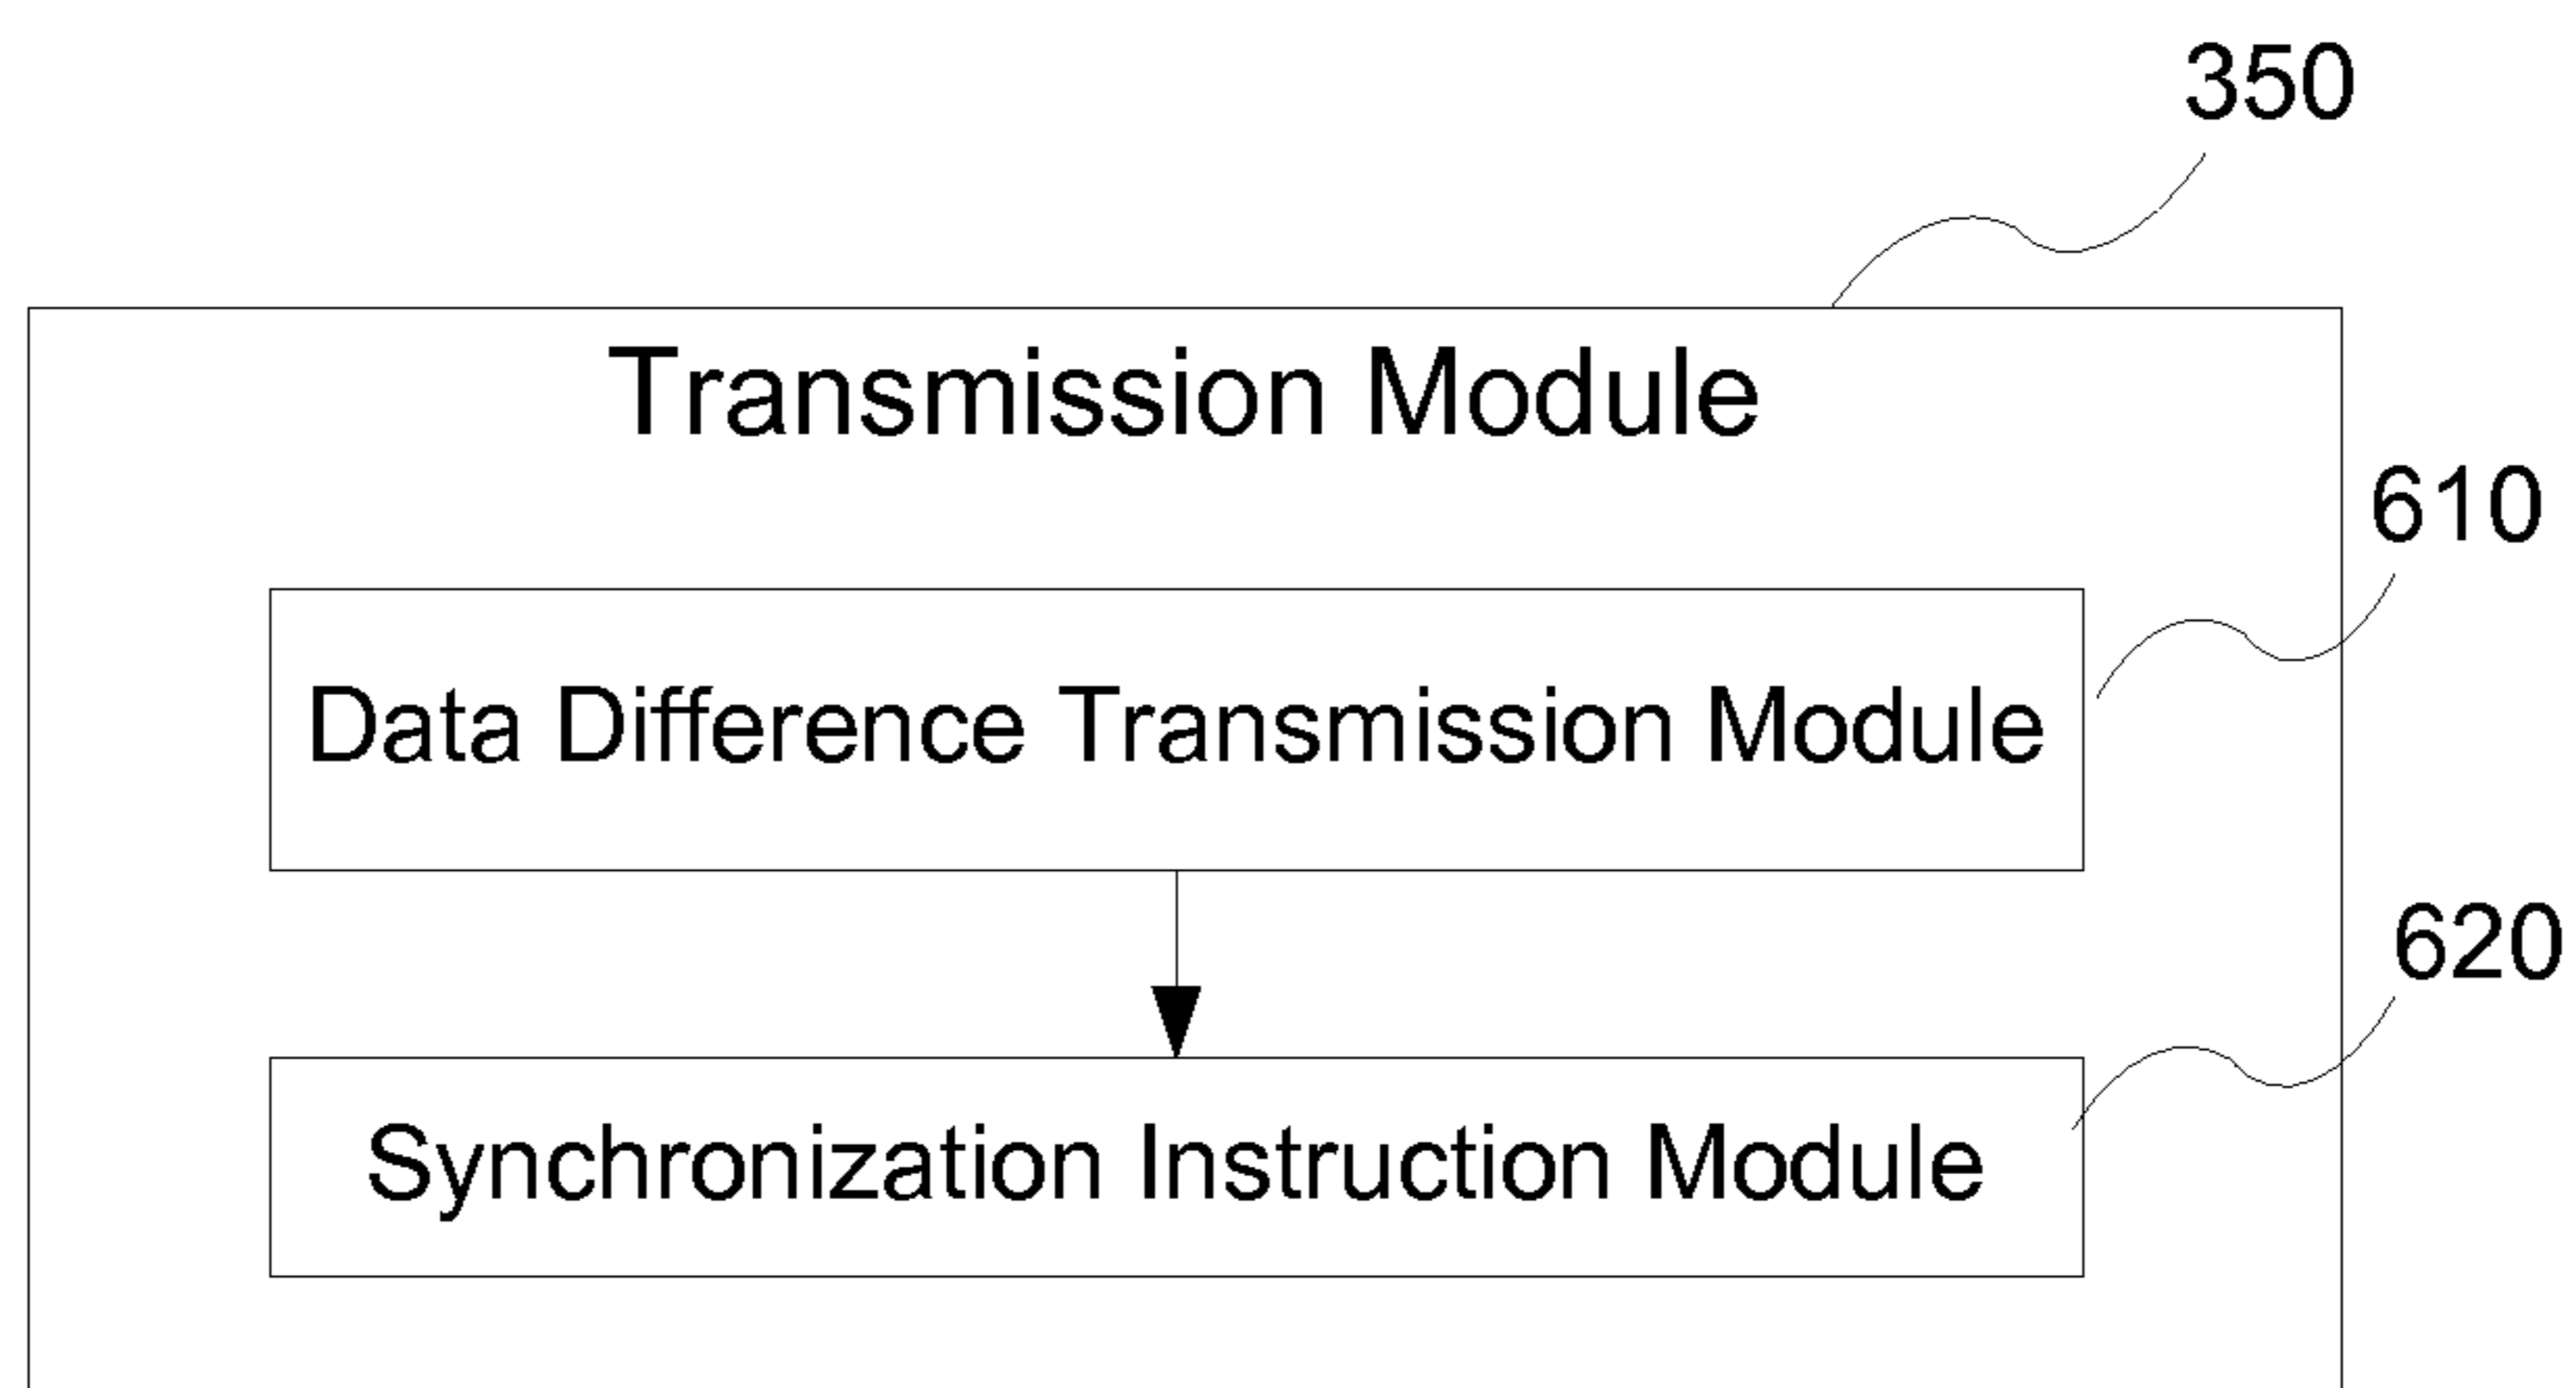 350
Transmission Module
610
Data Difference Transmission Module
620
Synchronization Instruction Module